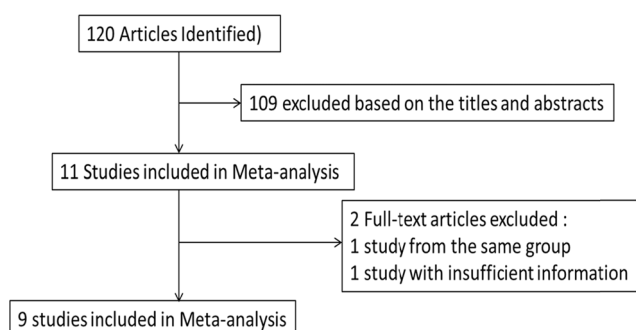 120 Articles Identified)
109 excluded based on the titles and abstracts
11 Studies included in Meta-analysis
2 Full-text articles excluded :
1 study from the same group
1 study with insufficient information
9 studies included in Meta-analysis